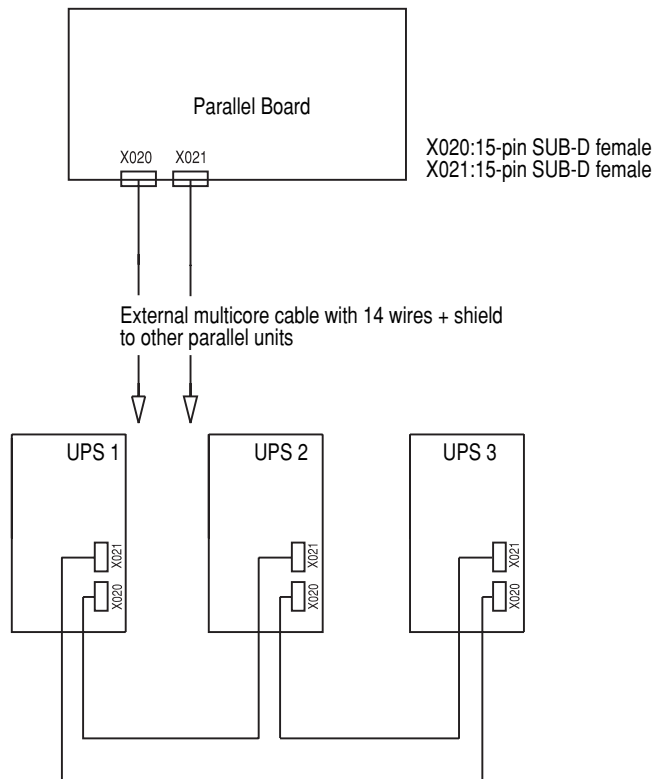 Parallel Board
X020 X021
X020:15-pin SUB-D female
X021:15-pin SUB-D female
External multicore cable with 14 wires + shield
to other parallel units
UPS 1
UPS 2
UPS 3
X021
X020
X021
X020
X021
X020